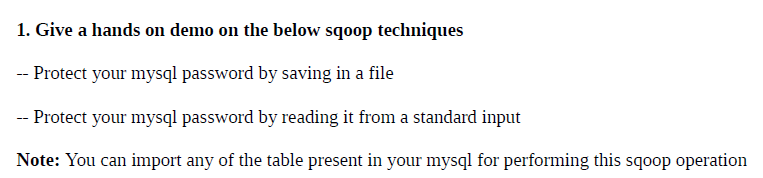 1. Give a hands on demo on the below sqoop techniques
-- Protect your mysql password by saving in a file
-- Protect your mysql password by reading it from a standard input
Note: You can import any of the table present in your mysql for performing this sqoop operation